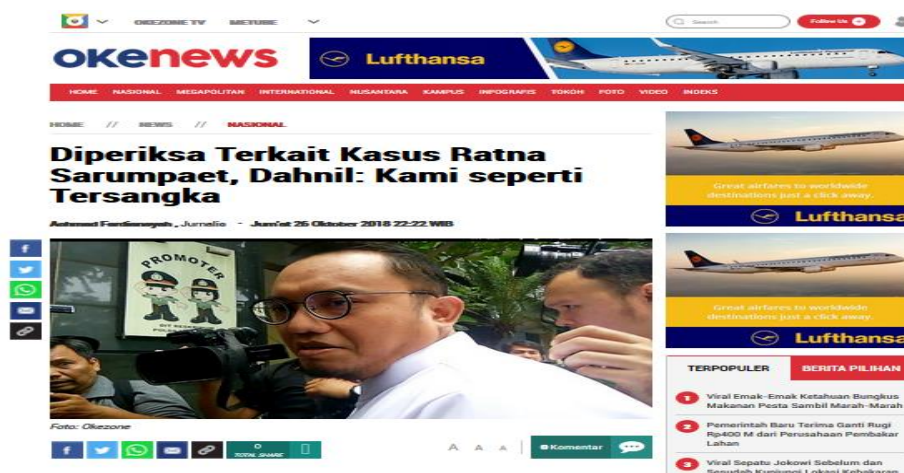 OKEZONE TV METUBE
Search
Follow Us
okenews
Lufthansa
HOME NASIONAL MEGAPOLITAN INTERNATIONAL NUSANTARA KAMPUS INFOGRAFIS TOKOH FOTO VIDEO INDEKS
HOME // NEWS // NASIONAL
Diperiksa Terkait Kasus Ratna
Sarumpaet, Dahnil: Kami seperti
Tersangka
, Jurnalis - Jum'at 26 Oktober 2018 22:22 WIB
PROMOTER
Foto: Okezone
0
TOTAL SHARE
A A A
0 Komentar
Great airfares to worldwide
destinations just a click away.
Lufthansa
Great airfares to worldwide
destinations just a click away.
Lufthansa
TERPOPULER BERITA PILIHAN
1 Viral Emak-Emak Ketahuan Bungkus
Makanan Pesta Sambil Marah-Marah
2 Pemerintah Baru Terima Ganti Rugi
Rp400 M dari Perusahaan Pembakar
Lahan
3 Viral Sepatu Jokowi Sebelum dan
Sesudah Kunjungi Lokasi Kebakaran